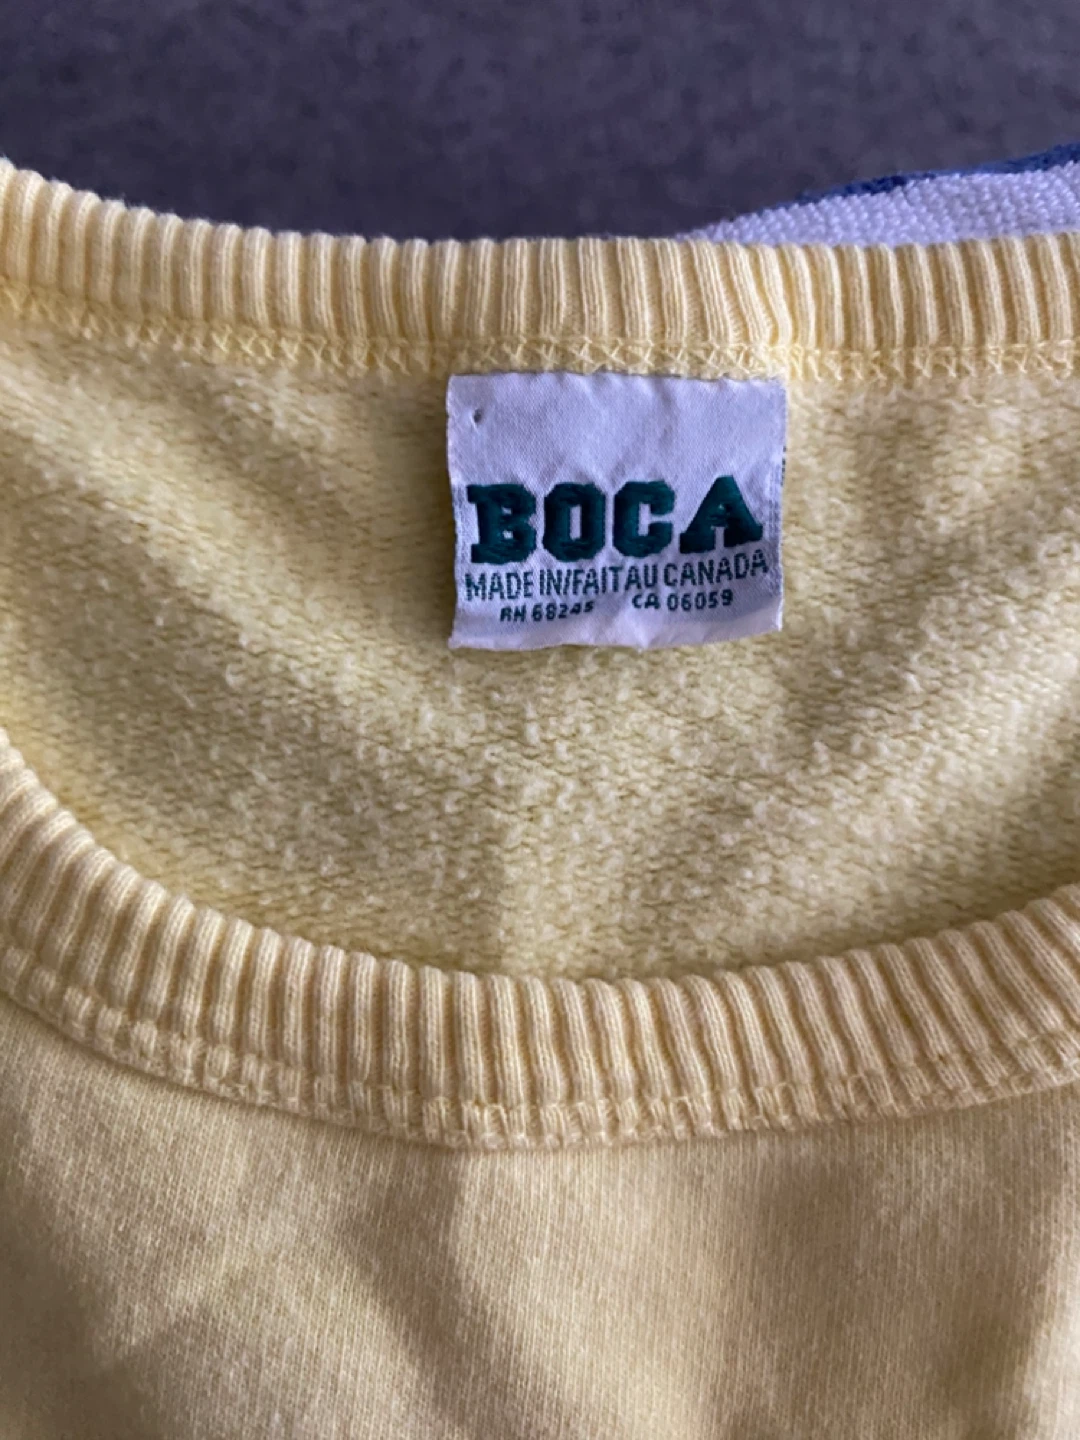 BOCA
MADE IN/FAIT AU CANADA
RN 68245 CA 06059